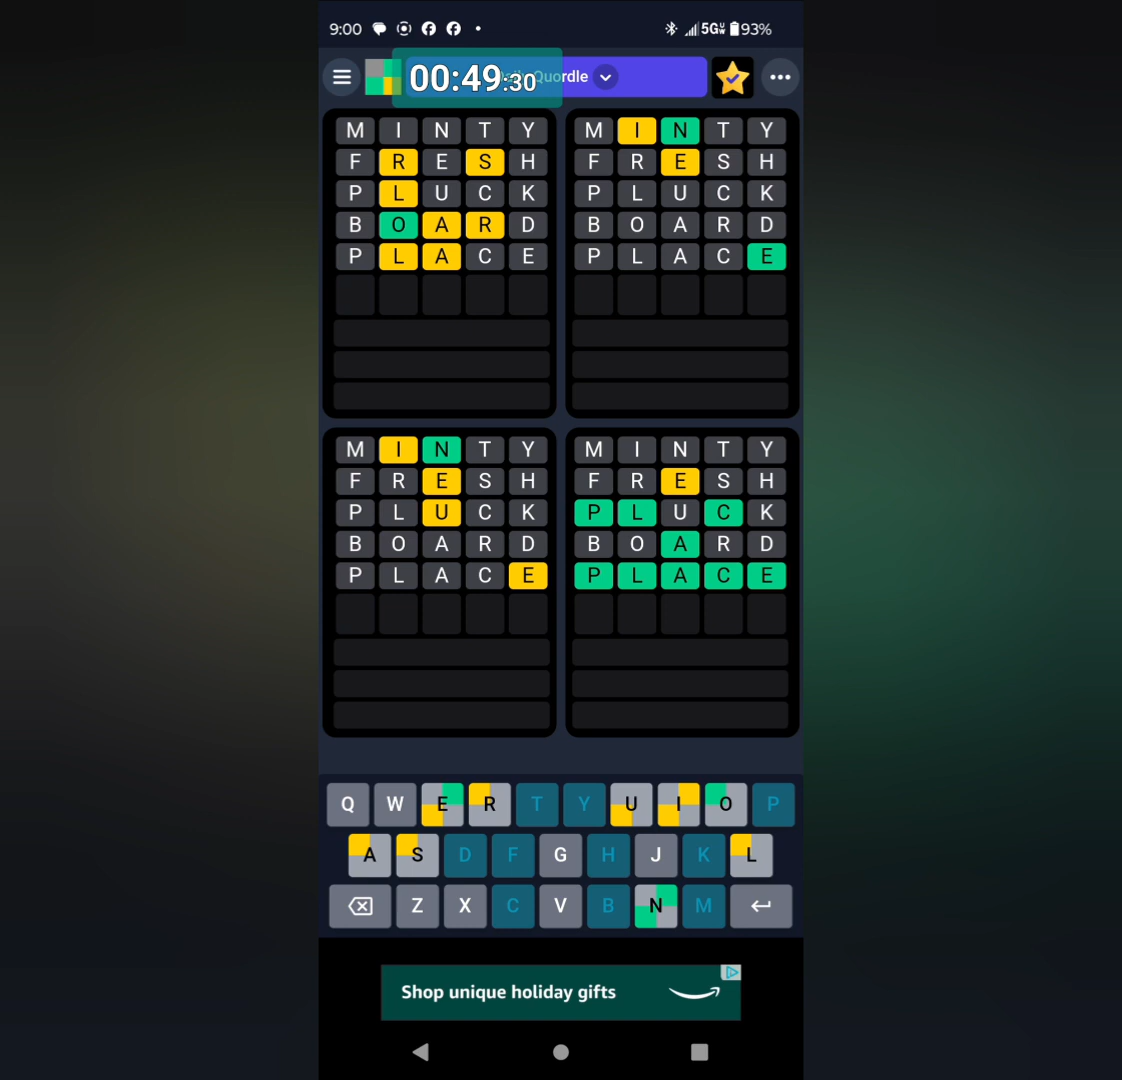 9:00 5G 93%
00:49:30 Quordle
M I N T Y M I N T Y
F R E S H F R E S H
P L U C K P L U C K
B O A R D B O A R D
P L A C E P L A C E
M I N T Y M I N T Y
F R E S H F R E S H
P L U C K P L U C K
B O A R D B O A R D
P L A C E P L A C E
Q W E R T Y U I O P
A S D F G H J K L
Z X C V B N M
Shop unique holiday gifts